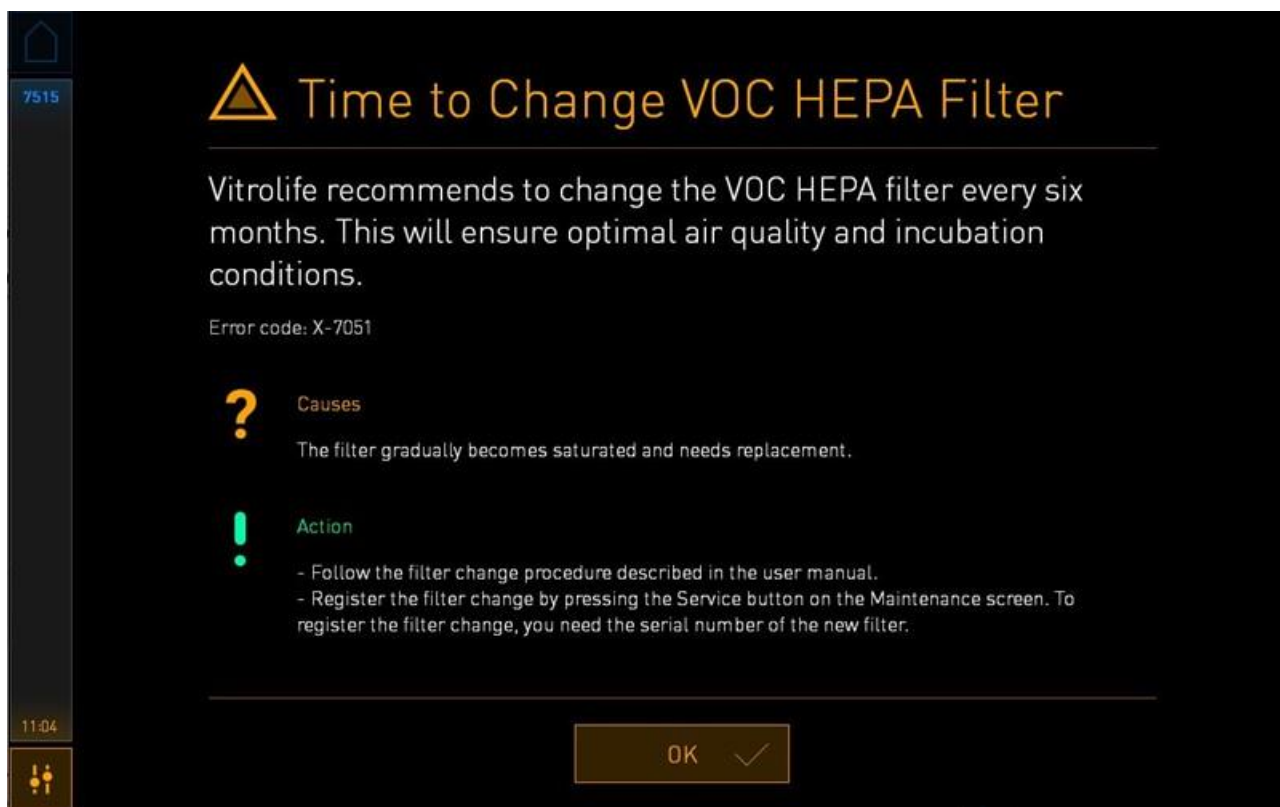 7515
Time to Change VOC HEPA Filter
Vitrolife recommends to change the VOC HEPA filter every six
months. This will ensure optimal air quality and incubation
conditions.
Error code: X-7051
?
Causes
The filter gradually becomes saturated and needs replacement.
!
Action
- Follow the filter change procedure described in the user manual.
- Register the filter change by pressing the Service button on the Maintenance screen. To
register the filter change, you need the serial number of the new filter.
11:04
OK